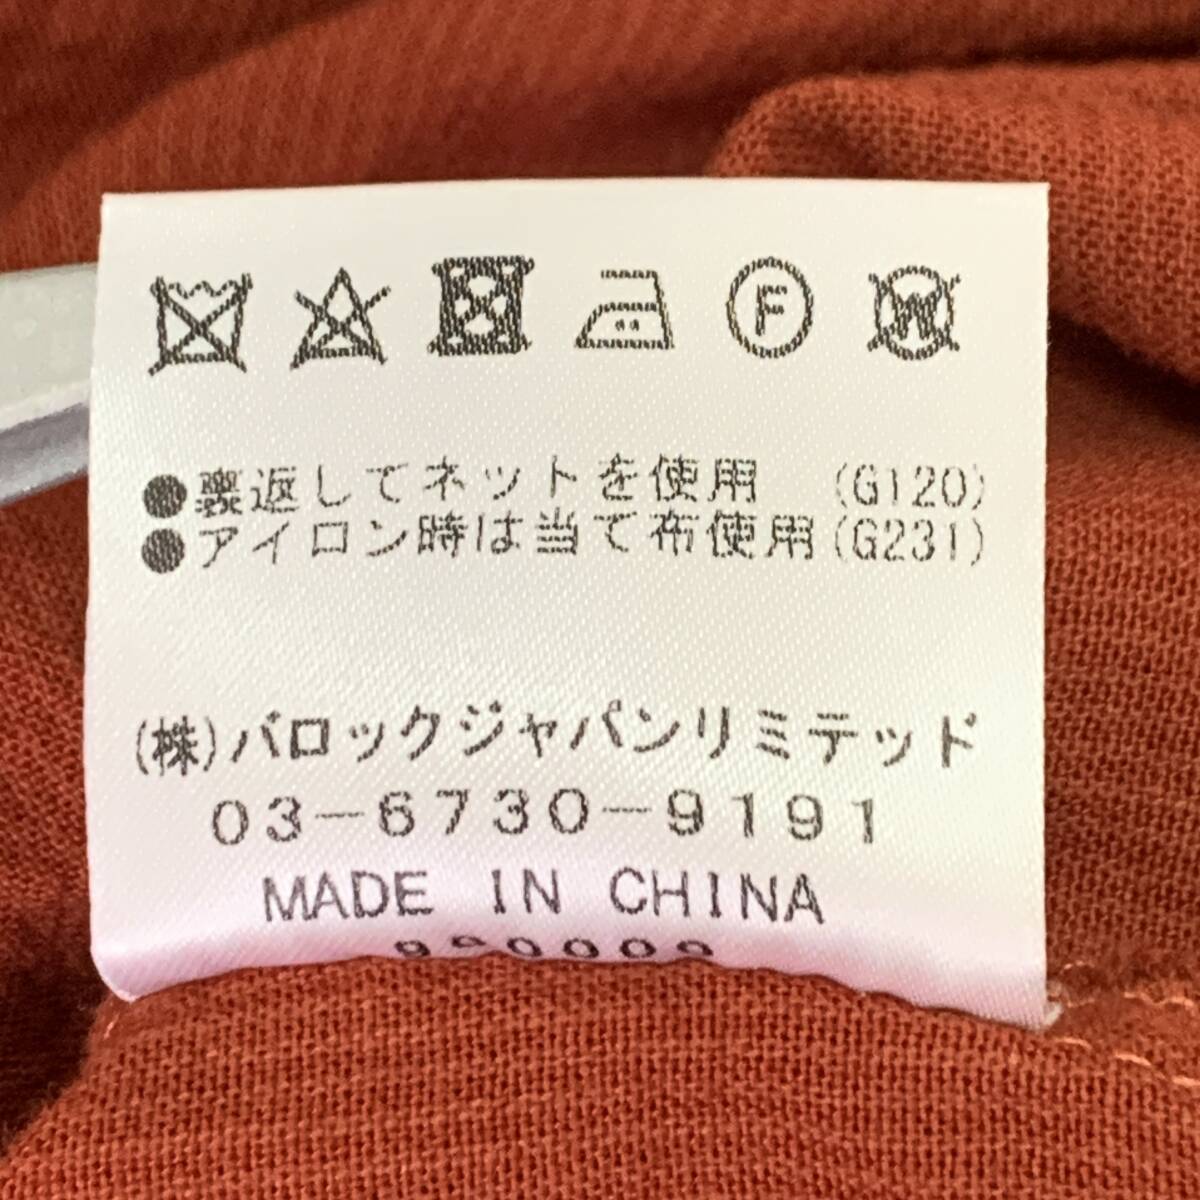 F W
●裏返してネットを使用 (G120)
●アイロン時は当て布使用(G231)
(株)バロックジャパンリミテッド
03-6730-9191
MADE IN CHINA